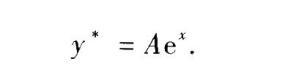 y* = Ae^x.